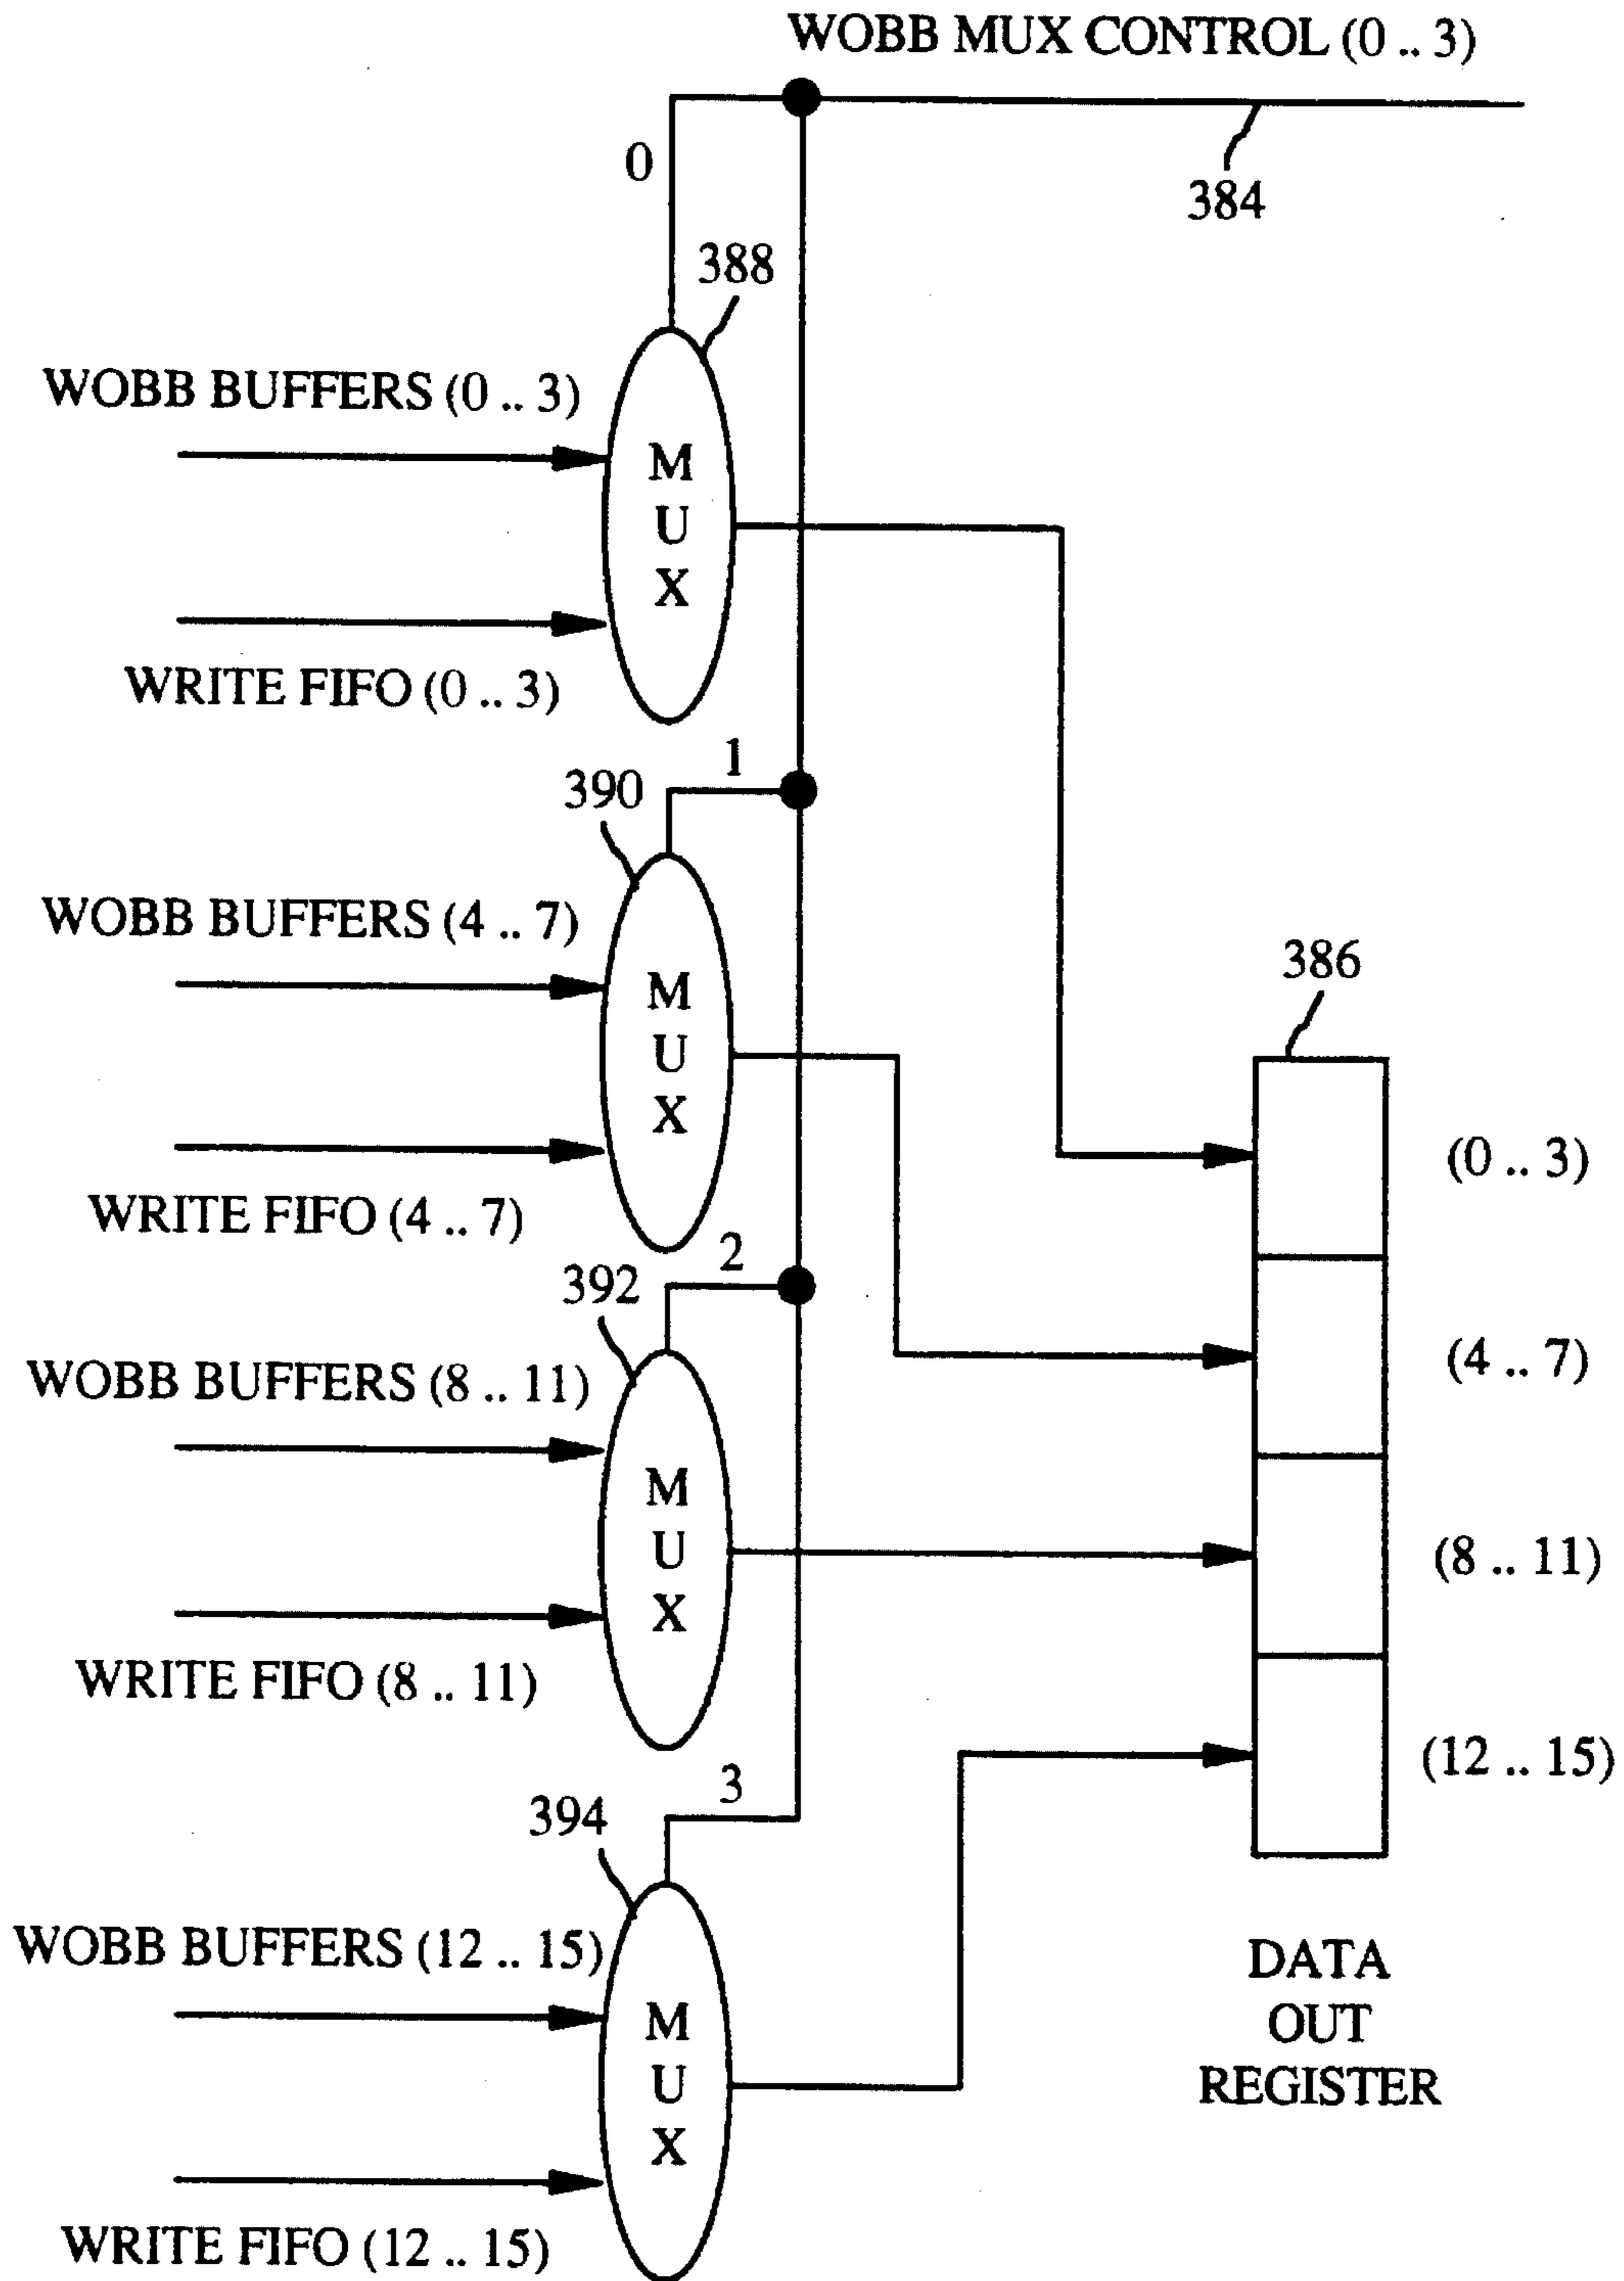 WOBB MUX CONTROL (0 .. 3)
0
384
388
WOBB BUFFERS (0 .. 3)
M
U
X
WRITE FIFO (0 .. 3)
1
390
WOBB BUFFERS (4 .. 7)
M
U
X
386
(0 .. 3)
WRITE FIFO (4 .. 7)
2
392
(4 .. 7)
WOBB BUFFERS (8 .. 11)
M
U
X
(8 .. 11)
WRITE FIFO (8 .. 11)
3
(12 .. 15)
394
WOBB BUFFERS (12 .. 15)
M
U
X
DATA
OUT
REGISTER
WRITE FIFO (12 .. 15)